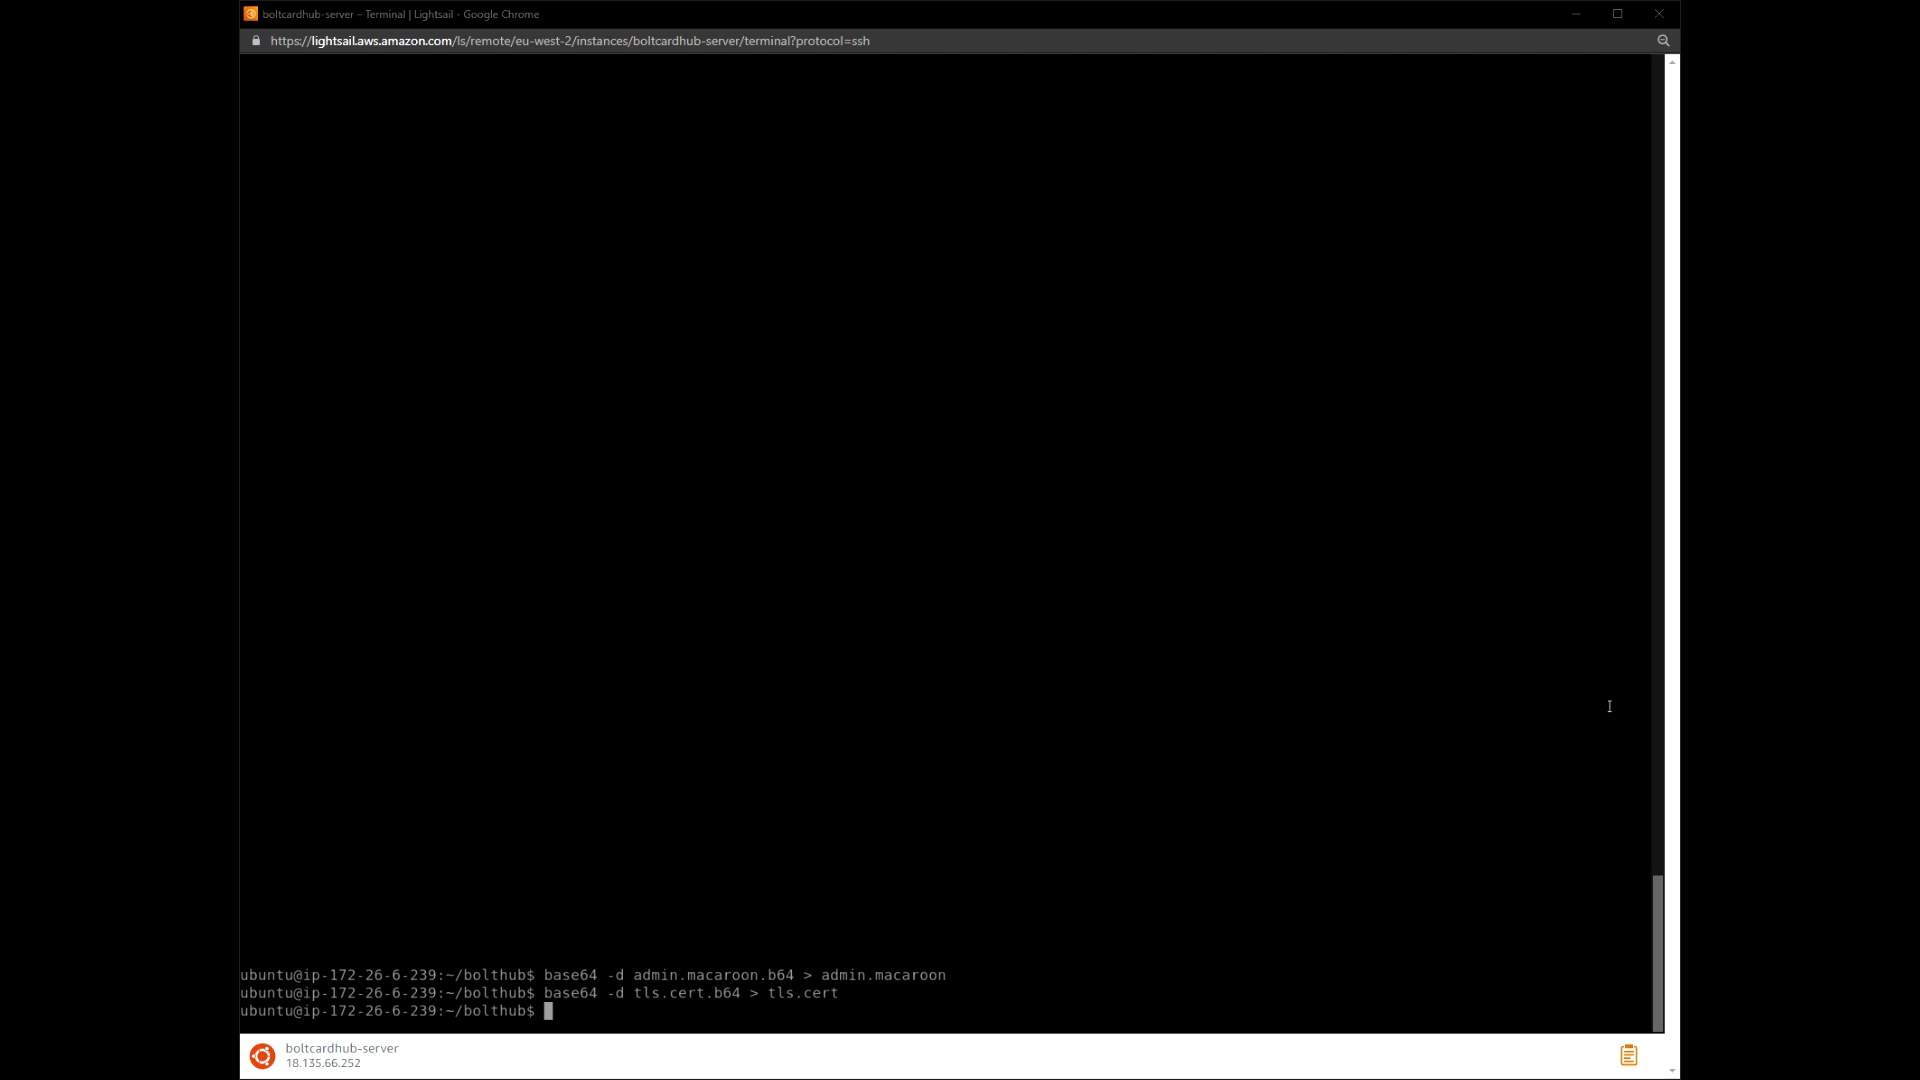 boltcardhub-server – Terminal | Lightsail - Google Chrome
https://lightsail.aws.amazon.com/ls/remote/eu-west-2/instances/boltcardhub-server/terminal?protocol=ssh
ubuntu@ip-172-26-6-239:~/bolthub$ base64 -d admin.macaroon.b64 > admin.macaroon
ubuntu@ip-172-26-6-239:~/bolthub$ base64 -d tls.cert.b64 > tls.cert
ubuntu@ip-172-26-6-239:~/bolthub$
boltcardhub-server
18.135.66.252